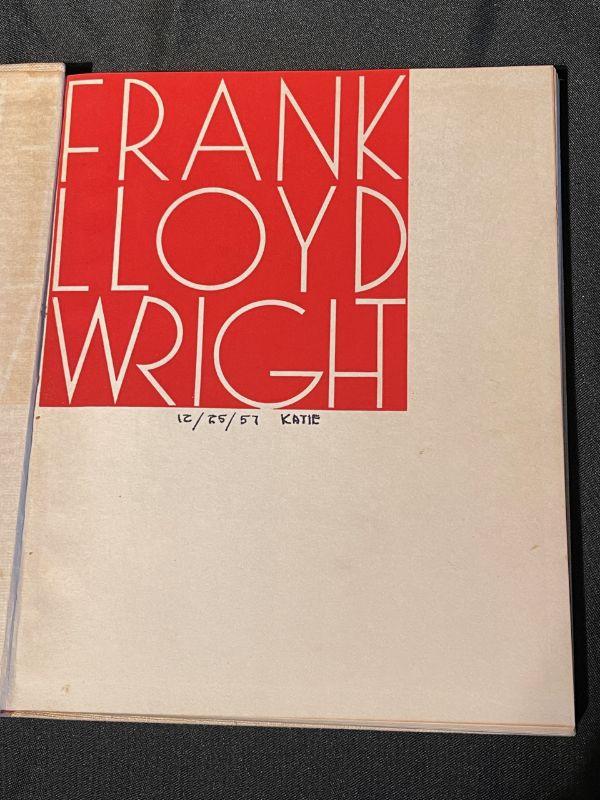 FRANK
LLOYD
WRIGHT
12/25/57 KATIE